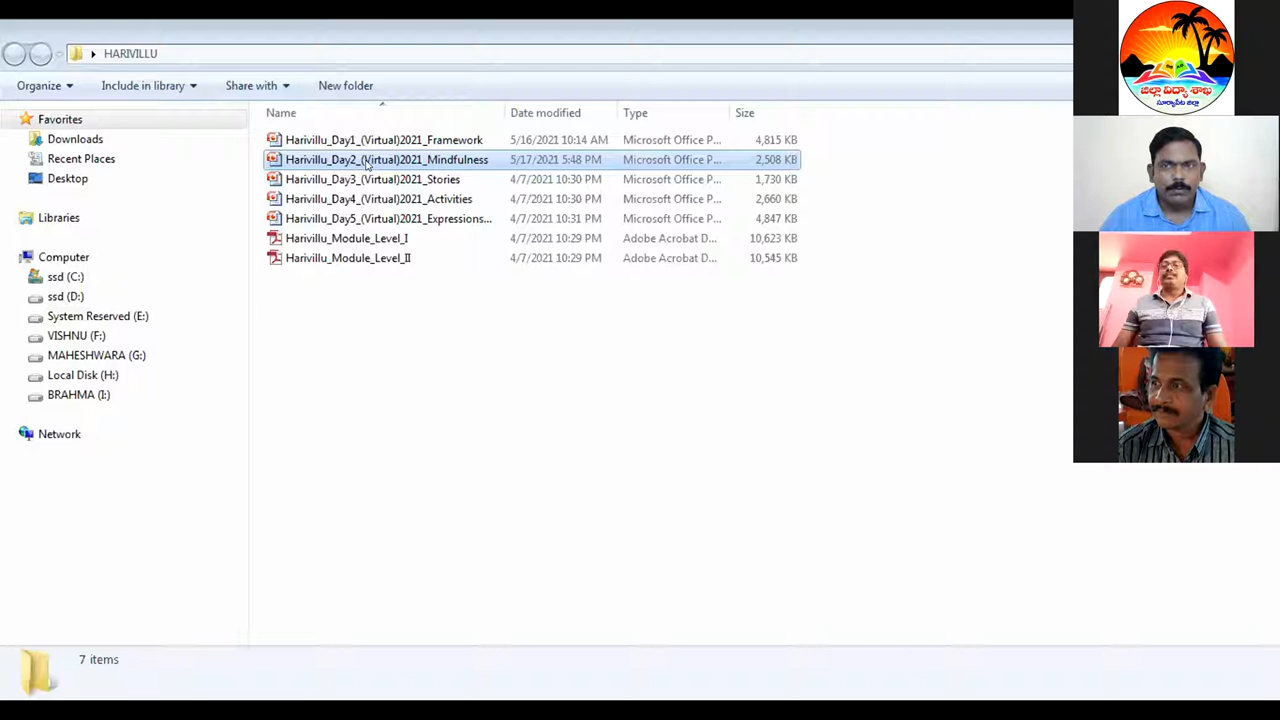 HARIVILLU
Organize Include in library Share with New folder
Name Date modified Type Size
Favorites
Downloads
Recent Places
Desktop
Libraries
Computer
ssd (C:)
ssd (D:)
System Reserved (E:)
VISHNU (F:)
MAHESHWARA (G:)
Local Disk (H:)
BRAHMA (I:)
Network
Harivillu_Day1_(Virtual)2021_Framework 5/16/2021 10:14 AM Microsoft Office P... 4,815 KB
Harivillu_Day2_(Virtual)2021_Mindfulness 5/17/2021 5:48 PM Microsoft Office P... 2,508 KB
Harivillu_Day3_(Virtual)2021_Stories 4/7/2021 10:30 PM Microsoft Office P... 1,730 KB
Harivillu_Day4_(Virtual)2021_Activities 4/7/2021 10:30 PM Microsoft Office P... 2,660 KB
Harivillu_Day5_(Virtual)2021_Expressions... 4/7/2021 10:31 PM Microsoft Office P... 4,847 KB
Harivillu_Module_Level_I 4/7/2021 10:29 PM Adobe Acrobat D... 10,623 KB
Harivillu_Module_Level_II 4/7/2021 10:29 PM Adobe Acrobat D... 10,545 KB
7 items
జిల్లా విద్యా శాఖ
సూర్యాపేట జిల్లా